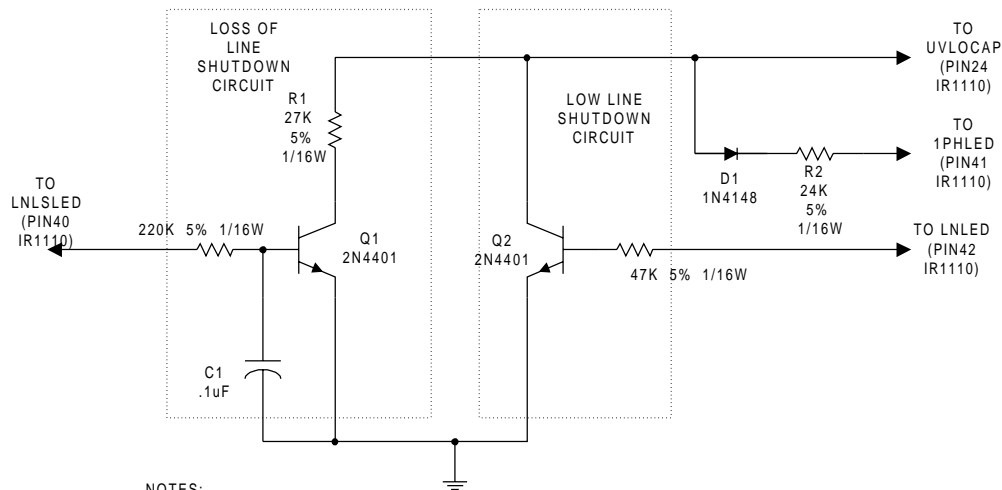 LOSS OF
LINE
SHUTDOWN
CIRCUIT
R1
27K
5%
1/16W
LOW LINE
SHUTDOWN
CIRCUIT
TO
UVLOCAP
(PIN24
IR1110)
TO
1PHLED
(PIN41
IR1110)
D1
1N4148
R2
24K
5%
1/16W
TO
LNLSLED
(PIN40
IR1110)
220K 5% 1/16W
Q1
2N4401
Q2
2N4401
47K 5% 1/16W
TO LNLED
(PIN42
IR1110)
C1
.1uF
NOTES: